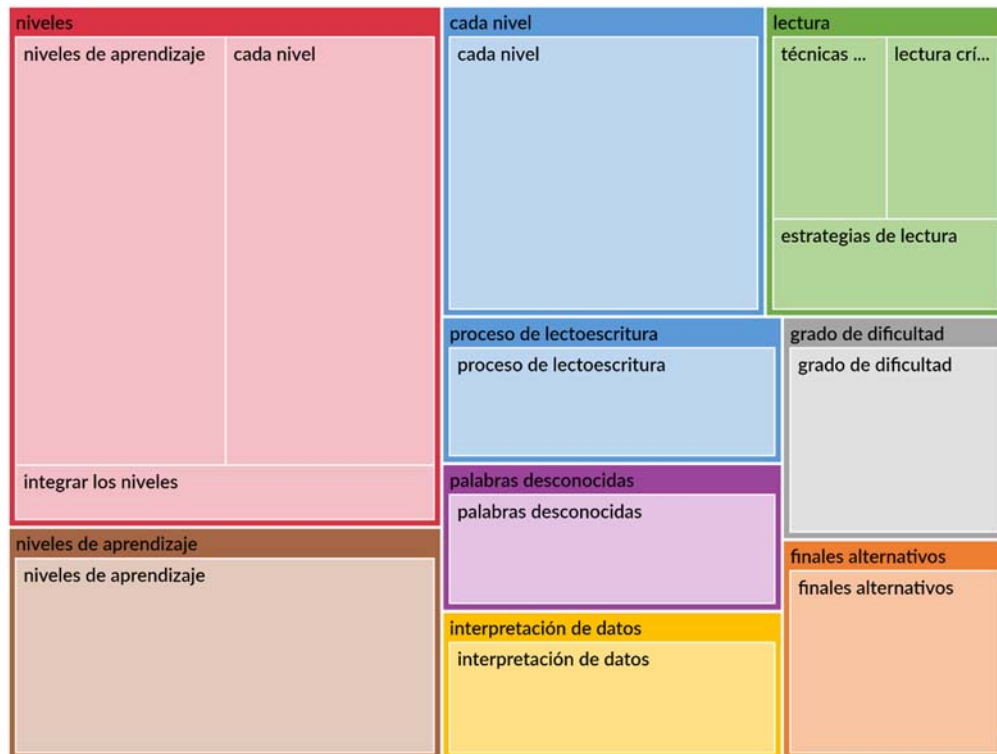 niveles
niveles de aprendizaje
cada nivel
integrar los niveles
niveles de aprendizaje
niveles de aprendizaje
cada nivel
cada nivel
lectura
técnicas ...
lectura crí...
estrategias de lectura
proceso de lectoescritura
proceso de lectoescritura
grado de dificultad
grado de dificultad
palabras desconocidas
palabras desconocidas
finales alternativos
finales alternativos
interpretación de datos
interpretación de datos